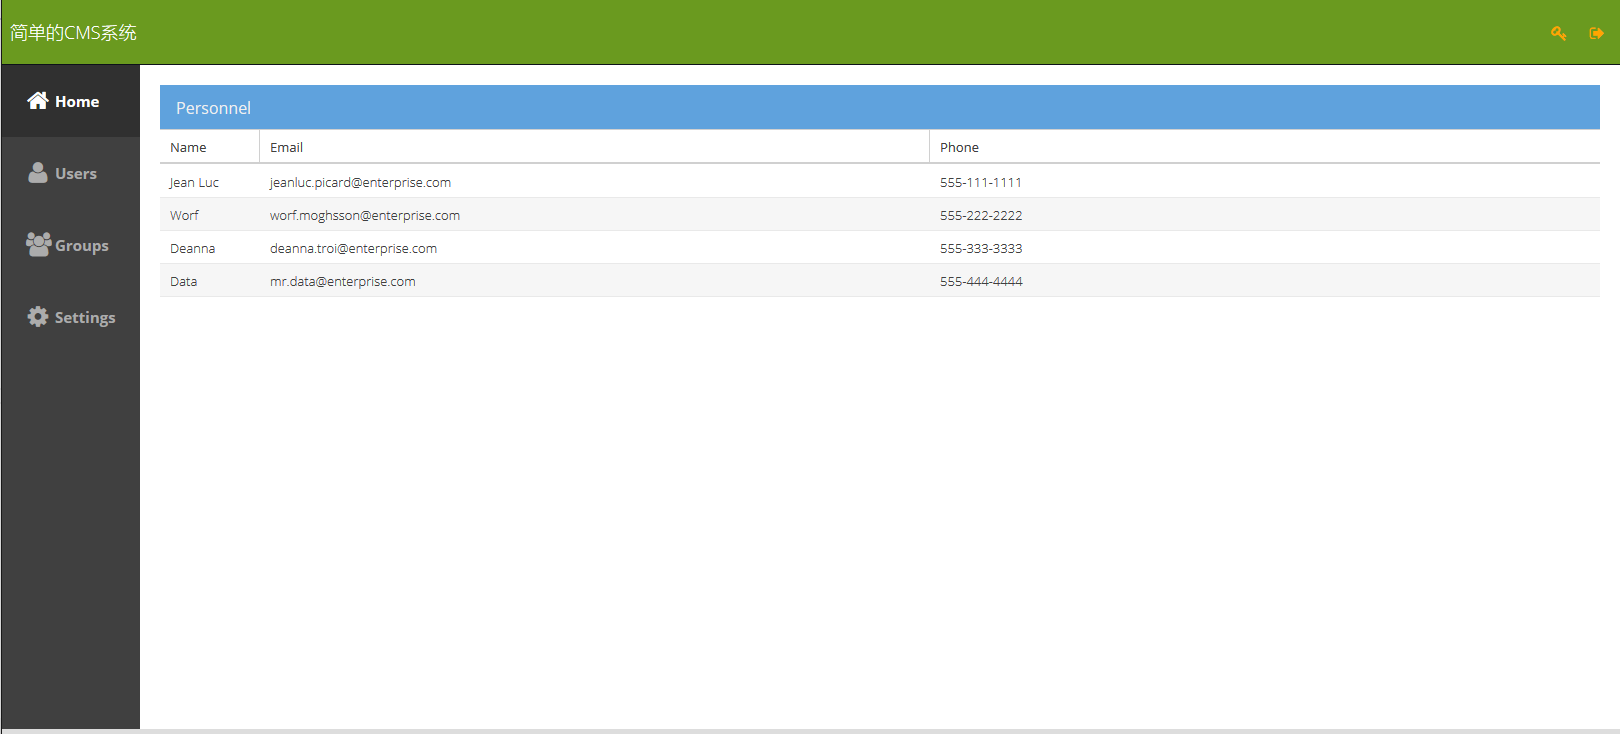 简单的CMS系统
Home
Users
Groups
Settings
Personnel
Name Email Phone
Jean Luc jeanluc.picard@enterprise.com 555-111-1111
Worf worf.moghsson@enterprise.com 555-222-2222
Deanna deanna.troi@enterprise.com 555-333-3333
Data mr.data@enterprise.com 555-444-4444